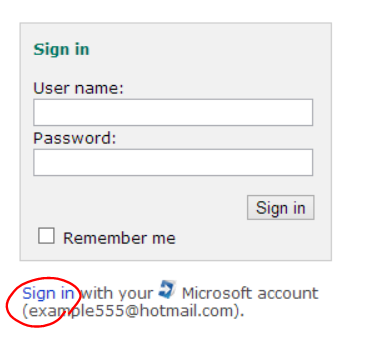 Sign in
User name:
Password:
Sign in
Remember me
Sign in with your Microsoft account
(example555@hotmail.com).